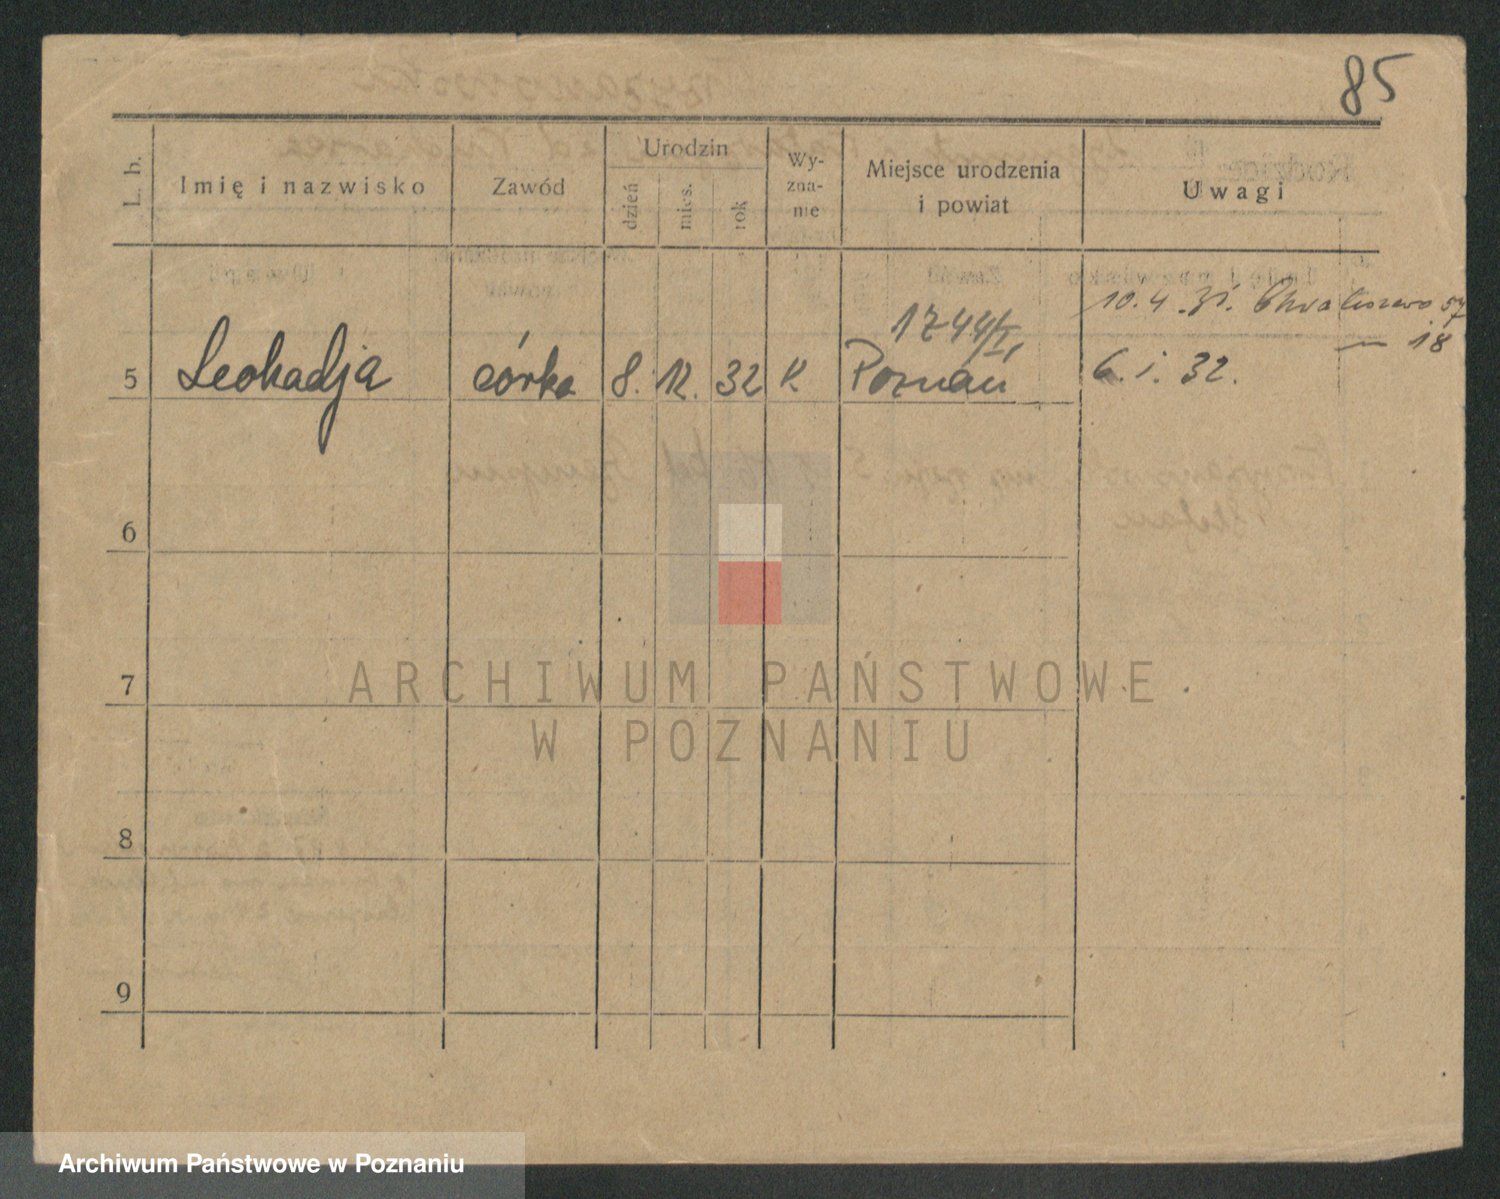 85
L. b.
Imię i nazwisko
Zawód
Urodzin
dzień
mies.
rok
Wy-
zna-
nie
Miejsce urodzenia
i powiat
Uwagi
10.4.31. Chwaliszewo 57
— 18
1744/I,
5 Leokadja córka 8. 12. 32 K Poznań 6. 1. 32.
6
7
8
9
ARCHIWUM PAŃSTWOWE
W POZNANIU
Archiwum Państwowe w Poznaniu